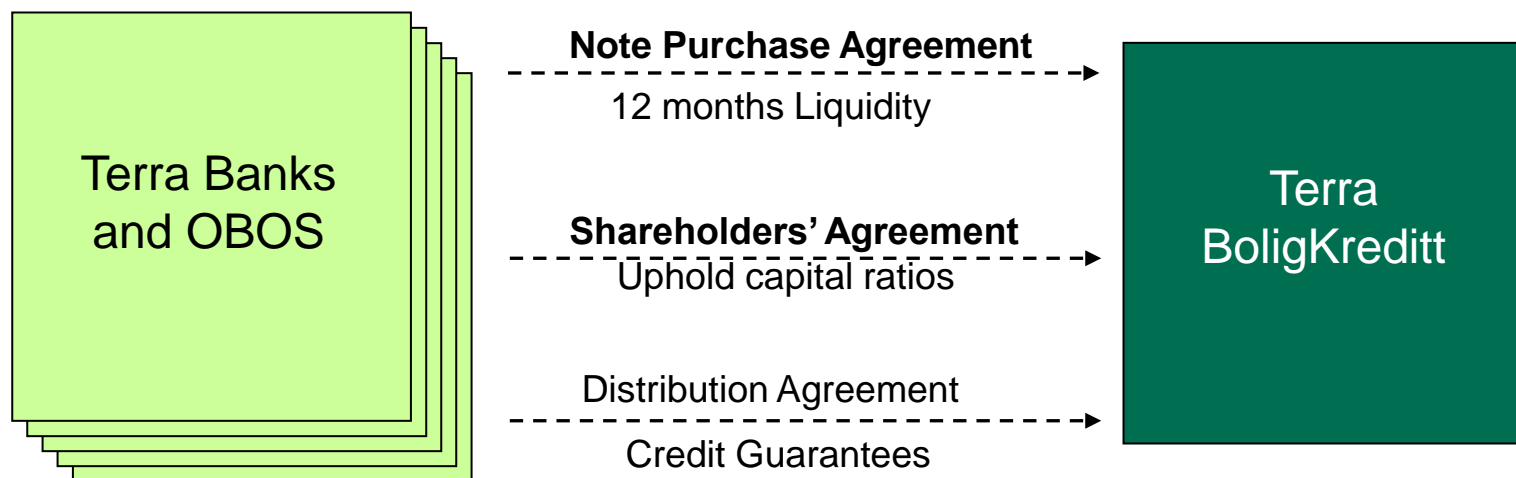 Terra Banks
and OBOS
Note Purchase Agreement
12 months Liquidity
Shareholders’ Agreement
Uphold capital ratios
Distribution Agreement
Credit Guarantees
Terra
BoligKreditt